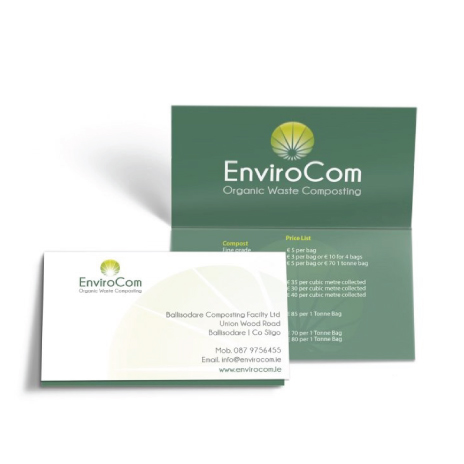 EnviroCom
Organic Waste Composting
Price List
Compost
€ 5 per bag
€ 3 per bag or € 10 for 4 bags
€ 5 per bag or € 70 1 tonne bag
€ 35 per cubic metre collected
€ 30 per cubic metre collected
€ 40 per cubic metre collected
€ 85 per 1 Tonne Bag
€ 70 per 1 Tonne Bag
€ 80 per 1 Tonne Bag
EnviroCom
Organic Waste Composting
Ballisodare Composting Facility Ltd
Union Wood Road
Ballisodare | Co Sligo
Mob. 087 9756455
Email. info@envirocom.ie
www.envirocom.ie